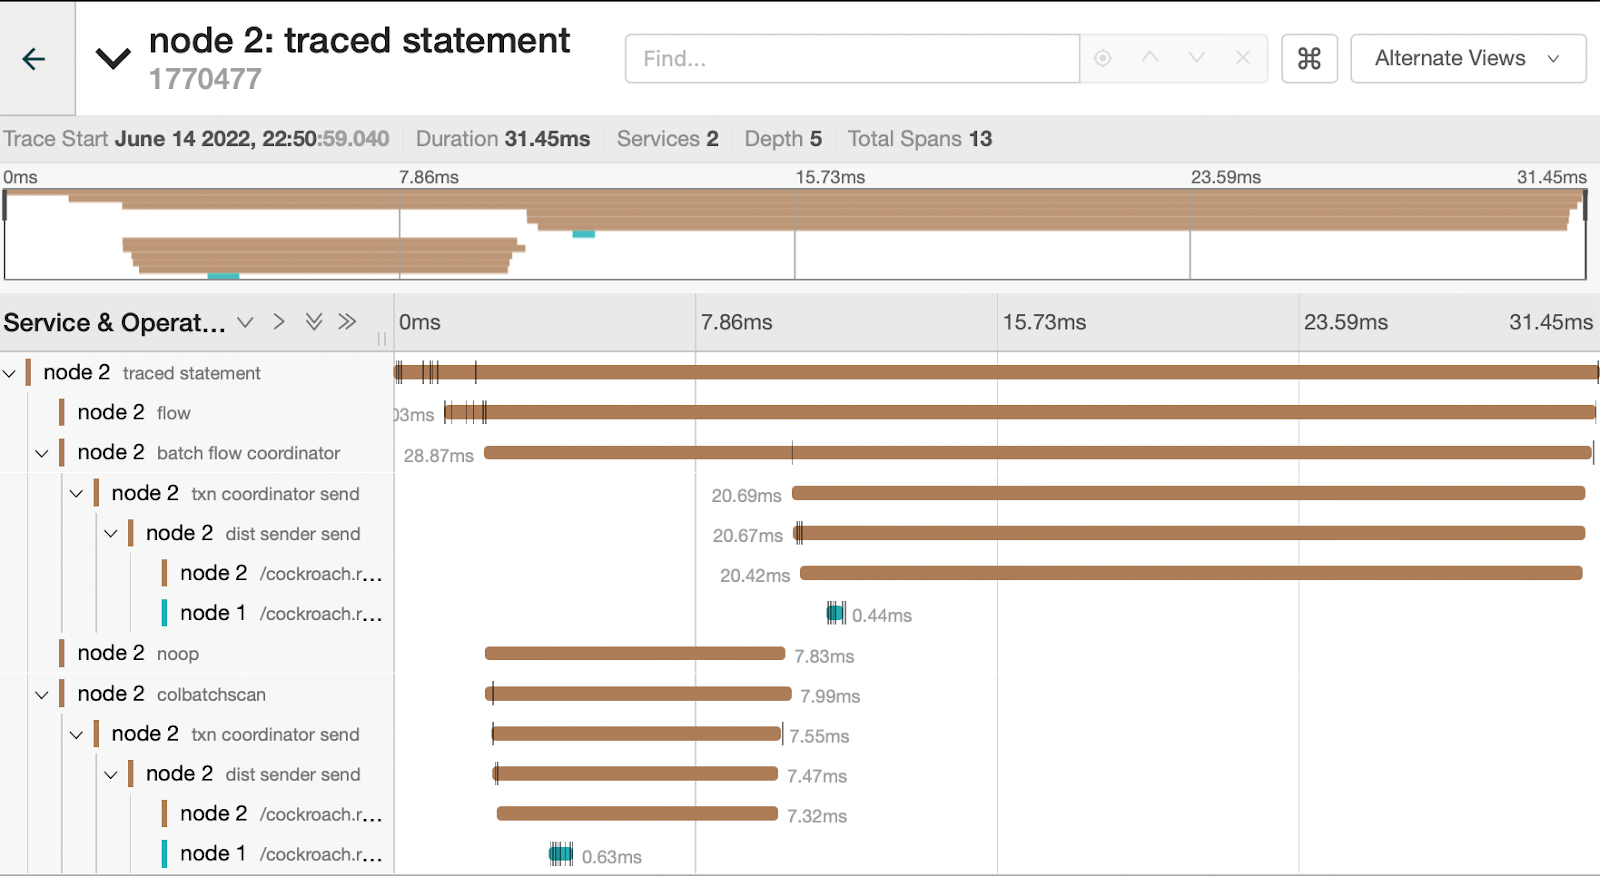 node 2: traced statement
1770477
Find...
⌘
Alternate Views
Trace Start June 14 2022, 22:50:59.040 Duration 31.45ms Services 2 Depth 5 Total Spans 13
0ms 7.86ms 15.73ms 23.59ms 31.45ms
Service & Operat... 0ms 7.86ms 15.73ms 23.59ms 31.45ms
node 2 traced statement
node 2 flow 03ms
node 2 batch flow coordinator 28.87ms
node 2 txn coordinator send 20.69ms
node 2 dist sender send 20.67ms
node 2 /cockroach.r... 20.42ms
node 1 /cockroach.r... 0.44ms
node 2 noop 7.83ms
node 2 colbatchscan 7.99ms
node 2 txn coordinator send 7.55ms
node 2 dist sender send 7.47ms
node 2 /cockroach.r... 7.32ms
node 1 /cockroach.r... 0.63ms